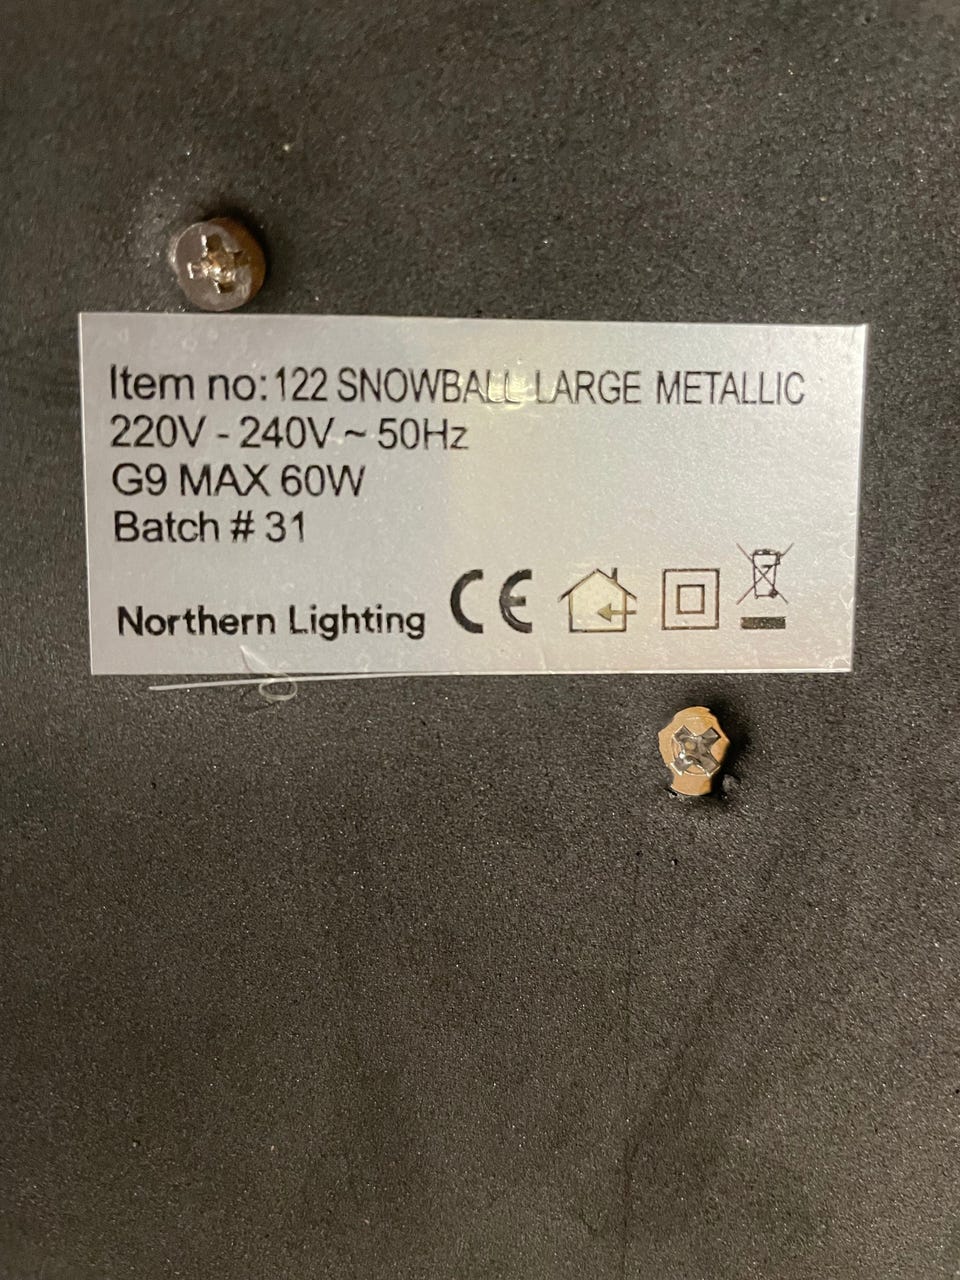 Item no: 122 SNOWBALL LARGE METALLIC
220V - 240V ~ 50Hz
G9 MAX 60W
Batch # 31
Northern Lighting CE